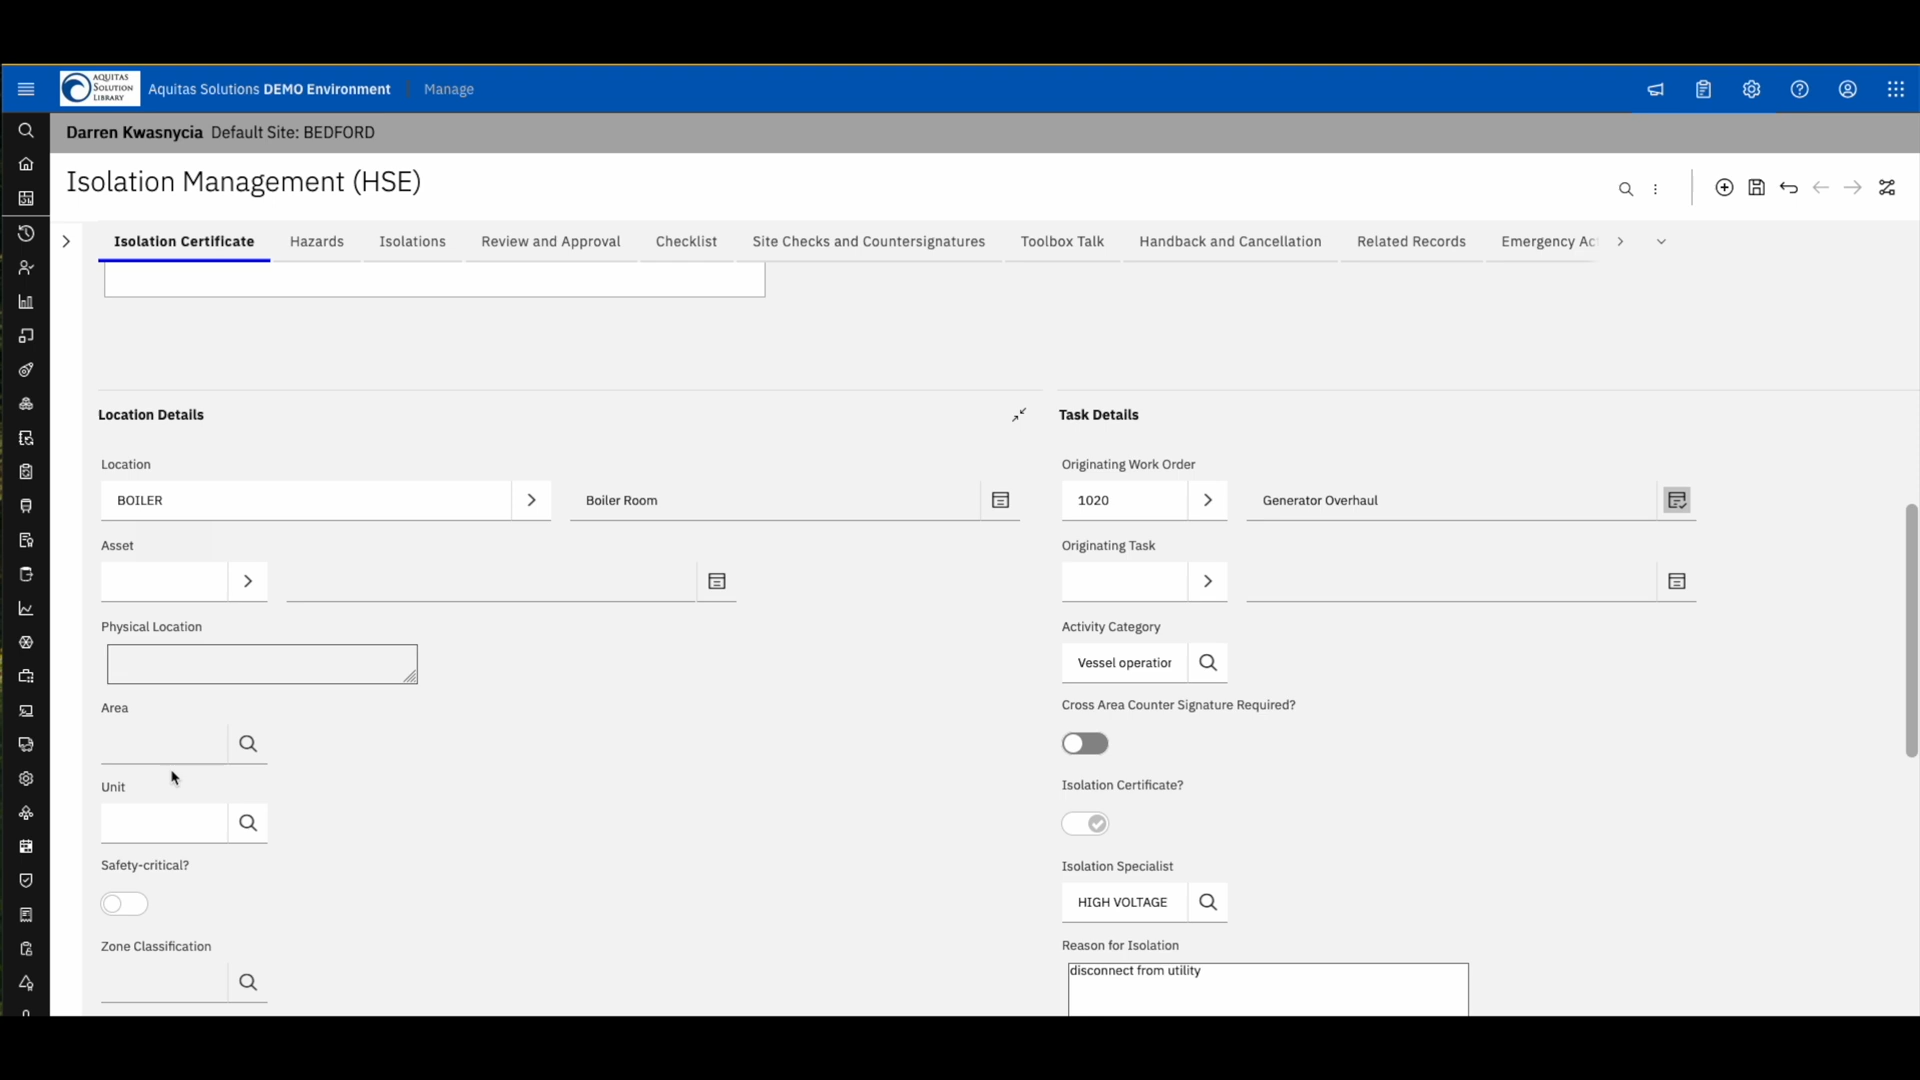 AQUITAS
SOLUTION
LIBRARY
Aquitas Solutions DEMO Environment
Manage
Darren Kwasnycia Default Site: BEDFORD
Isolation Management (HSE)
Isolation Certificate
Hazards
Isolations
Review and Approval
Checklist
Site Checks and Countersignatures
Toolbox Talk
Handback and Cancellation
Related Records
Emergency Ac
Location Details
Location
BOILER
Boiler Room
Asset
Physical Location
Area
Unit
Safety-critical?
Zone Classification
Task Details
Originating Work Order
1020
Generator Overhaul
Originating Task
Activity Category
Vessel operation
Cross Area Counter Signature Required?
Isolation Certificate?
Isolation Specialist
HIGH VOLTAGE
Reason for Isolation
disconnect from utility